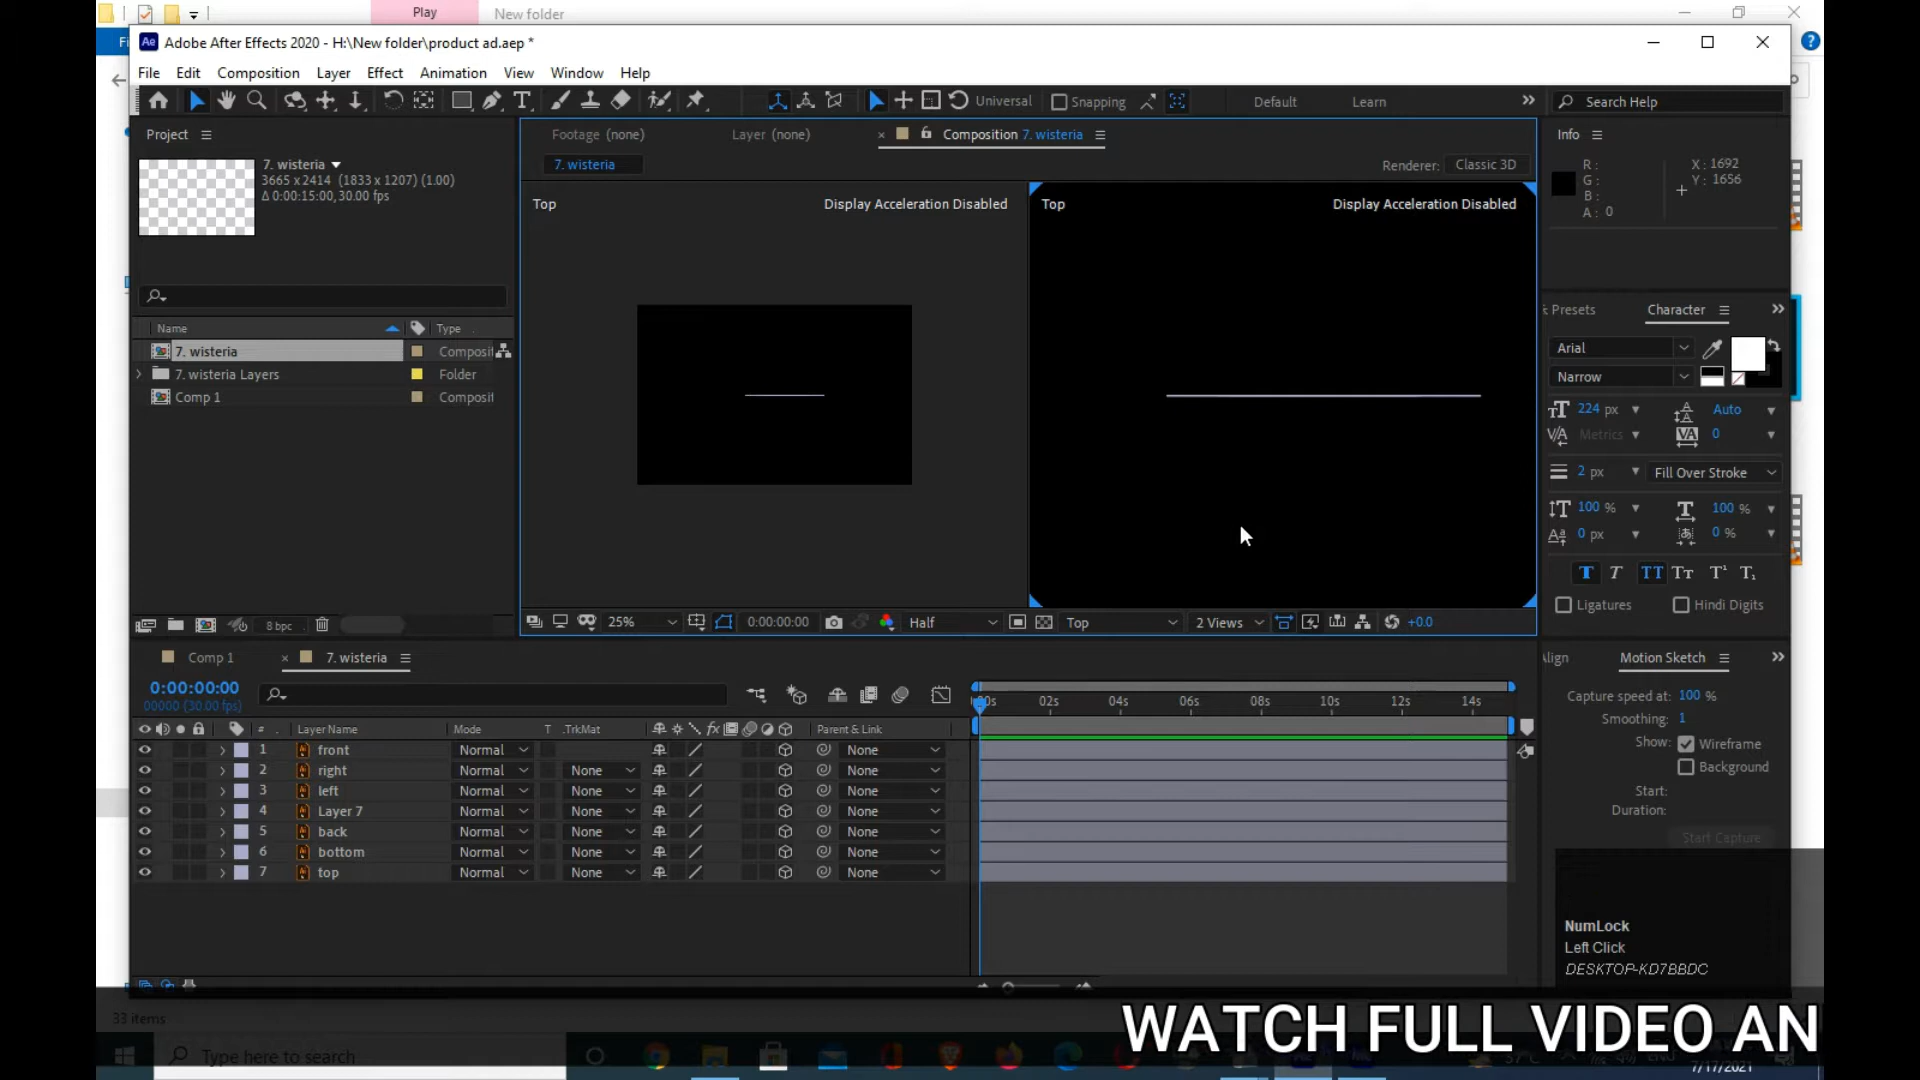 Play
New folder
Adobe After Effects 2020 - H:\New folder\product ad.aep *
File Edit Composition Layer Effect Animation View Window Help
Universal Snapping Default Learn Search Help
Project
7. wisteria
3665 x 2414 (1833 x 1207) (1.00)
Δ 0:00:15:00, 30.00 fps
Name Type
7. wisteria Composit
7. wisteria Layers Folder
Comp 1 Composit
8 bpc
Footage (none) Layer (none) Composition 7. wisteria
7. wisteria Renderer: Classic 3D
Top Display Acceleration Disabled
Top Display Acceleration Disabled
25% 0:00:00:00 Half Top 2 Views +0.0
Info
R : X : 1692
G : Y : 1656
B :
A : 0
Presets Character
Arial
Narrow
224 px Auto
Metrics 0
2 px Fill Over Stroke
100 % 100 %
0 px 0 %
Ligatures Hindi Digits
Align Motion Sketch
Capture speed at: 100 %
Smoothing: 1
Show: Wireframe
Background
Start:
Duration:
Start Capture
Comp 1 7. wisteria
0:00:00:00
00000 (30.00 fps)
02s 04s 06s 08s 10s 12s 14s
# Layer Name Mode T .TrkMat fx Parent & Link
1 front Normal None
2 right Normal None None
3 left Normal None None
4 Layer 7 Normal None None
5 back Normal None None
6 bottom Normal None None
7 top Normal None None
NumLock
Left Click
DESKTOP-KD7BBDC
33 items
WATCH FULL VIDEO AN
Type here to search
7/17/2021